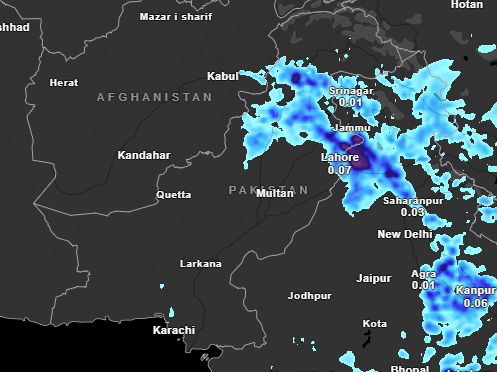 Hotan
Mazar i sharif
shhad
Kabul
Herat
Srinagar
0.01
AFGHANISTAN
Jammu
Kandahar
Lahore
0.07
PAKISTAN
Quetta
Multan
Saharanpur
0.03
New Delhi
Larkana
Agra
0.01
Jaipur
Kanpur
0.06
Jodhpur
Kota
Karachi
Bhopal